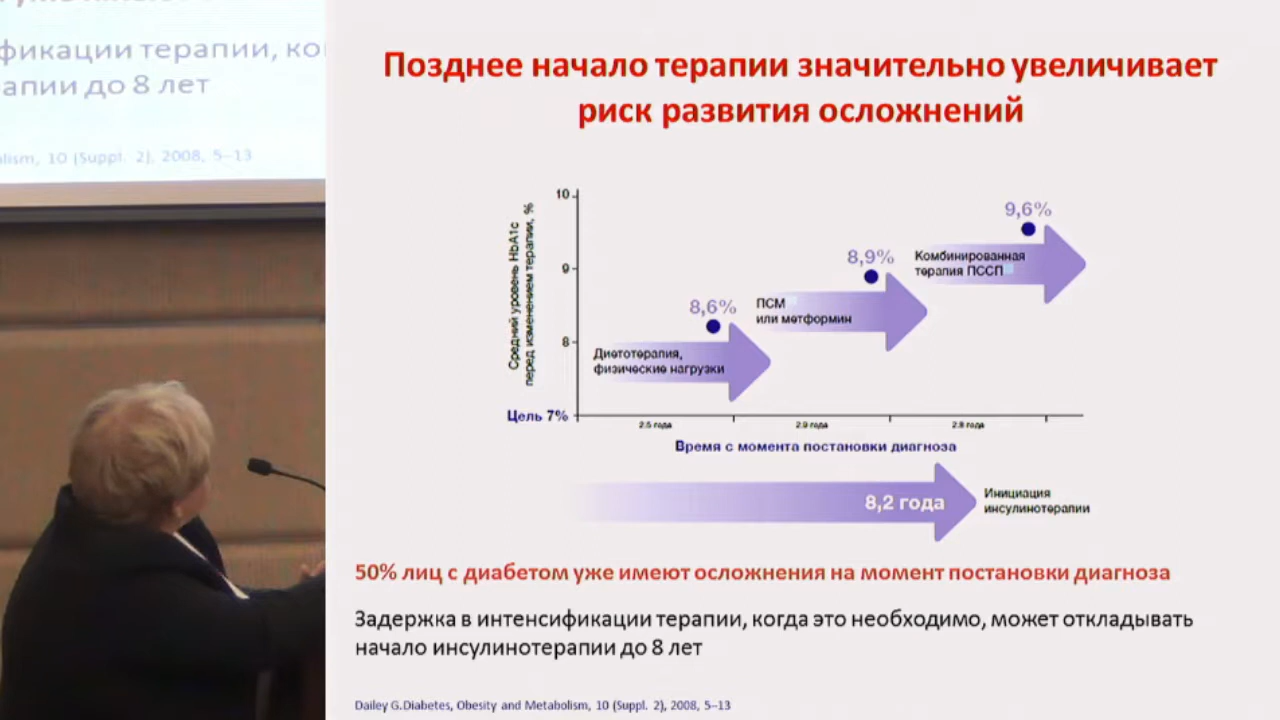 фикации терапии, ко
апии до 8 лет
lism, 10 (Suppl. 2), 2008, 5–13
Позднее начало терапии значительно увеличивает
риск развития осложнений
Средний уровень HbA1c
перед изменением терапии, %
10
9
8
Цель 7%
8,6%
8,9%
9,6%
Диетотерапия,
физические нагрузки
ПСМ
или метформин
Комбинированная
терапия ПССП
2.5 года
2.9 года
2.8 года
Время с момента постановки диагноза
8,2 года
Инициация
инсулинотерапии
50% лиц с диабетом уже имеют осложнения на момент постановки диагноза
Задержка в интенсификации терапии, когда это необходимо, может откладывать
начало инсулинотерапии до 8 лет
Dailey G.Diabetes, Obesity and Metabolism, 10 (Suppl. 2), 2008, 5–13